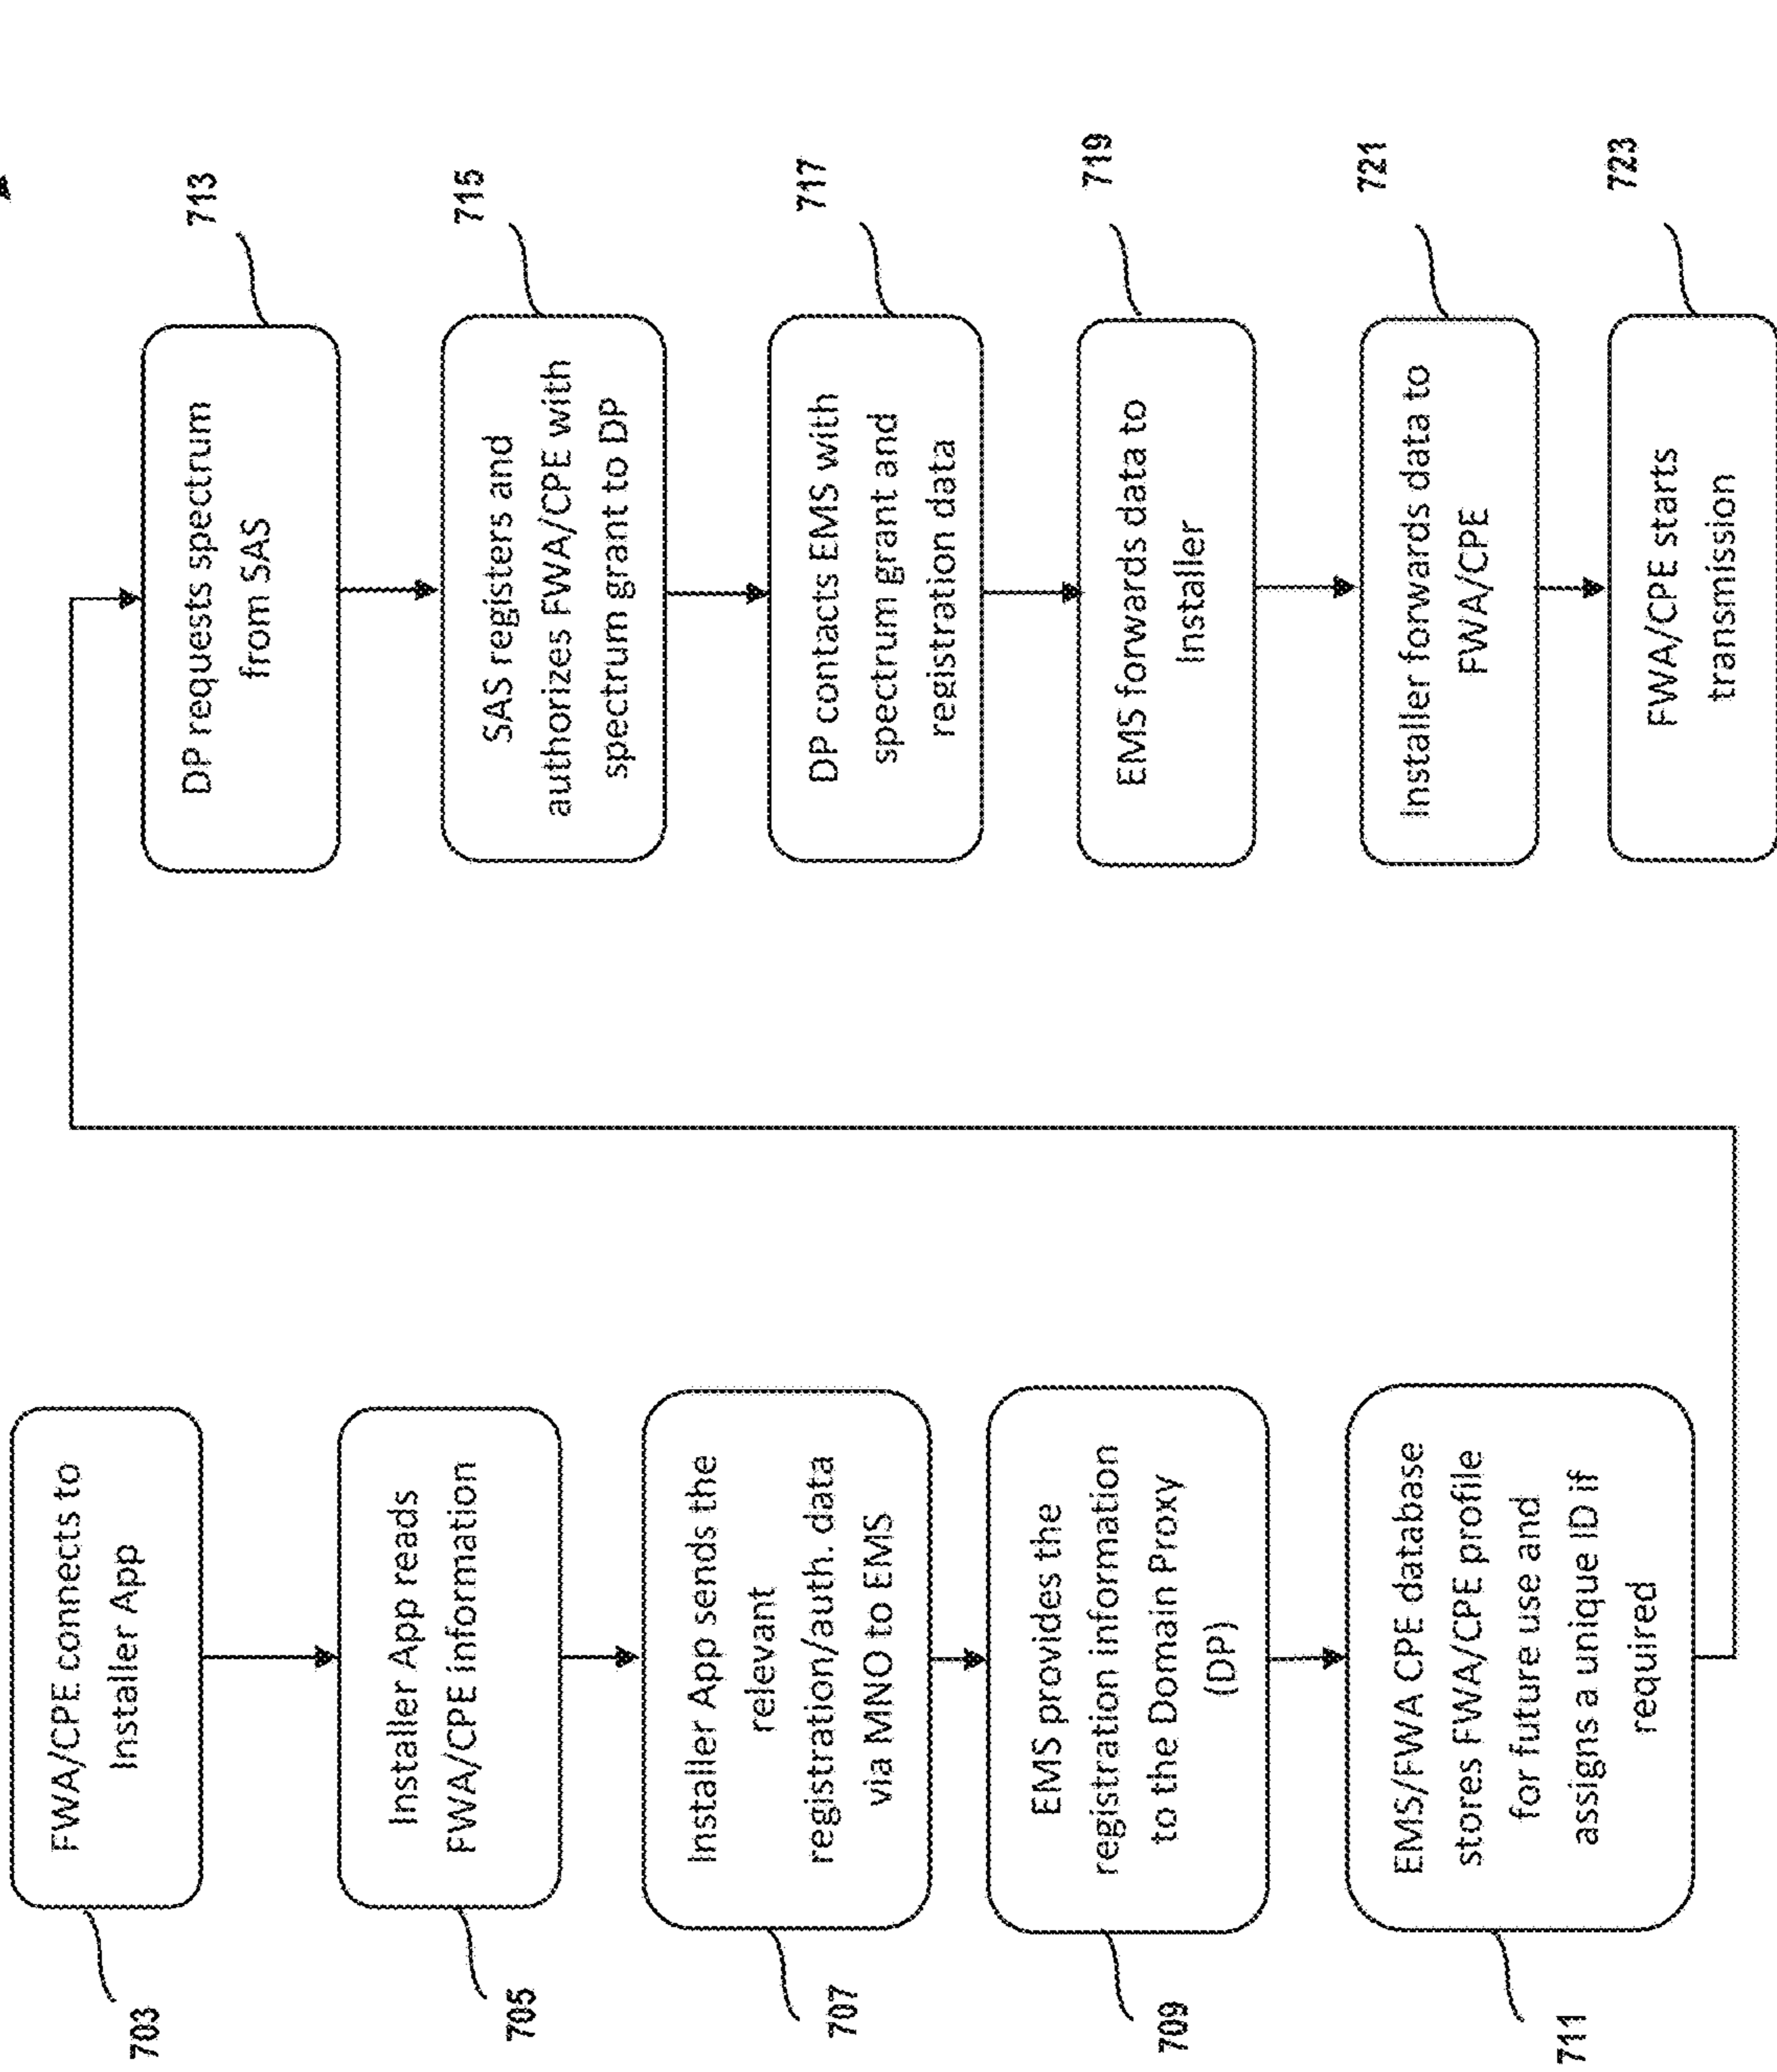 703
FWA/CPE connects to
Installer App
705
Installer App reads
FWA/CPE information
707
Installer App sends the
relevant
registration/auth. data
via MNO to EMS
709
EMS provides the
registration information
to the Domain Proxy
(DP)
711
EMS/FWA CPE database
stores FWA/CPE profile
for future use and
assigns a unique ID if
required
713
DP requests spectrum
from SAS
715
SAS registers and
authorizes FWA/CPE with
spectrum grant to DP
717
DP contacts EMS with
spectrum grant and
registration data
719
EMS forwards data to
Installer
721
Installer forwards data to
FWA/CPE
723
FWA/CPE starts
transmission